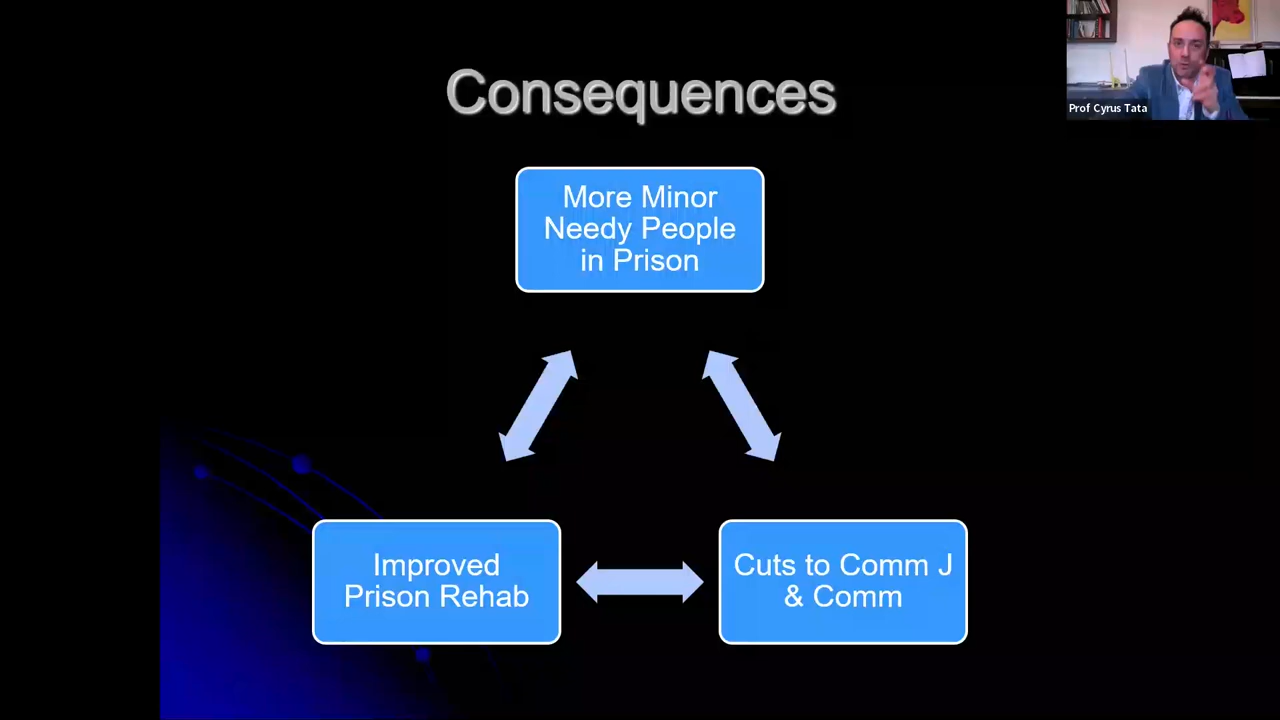 Consequences
Prof Cyrus Tata
More Minor
Needy People
in Prison
Improved
Prison Rehab
Cuts to Comm J
& Comm